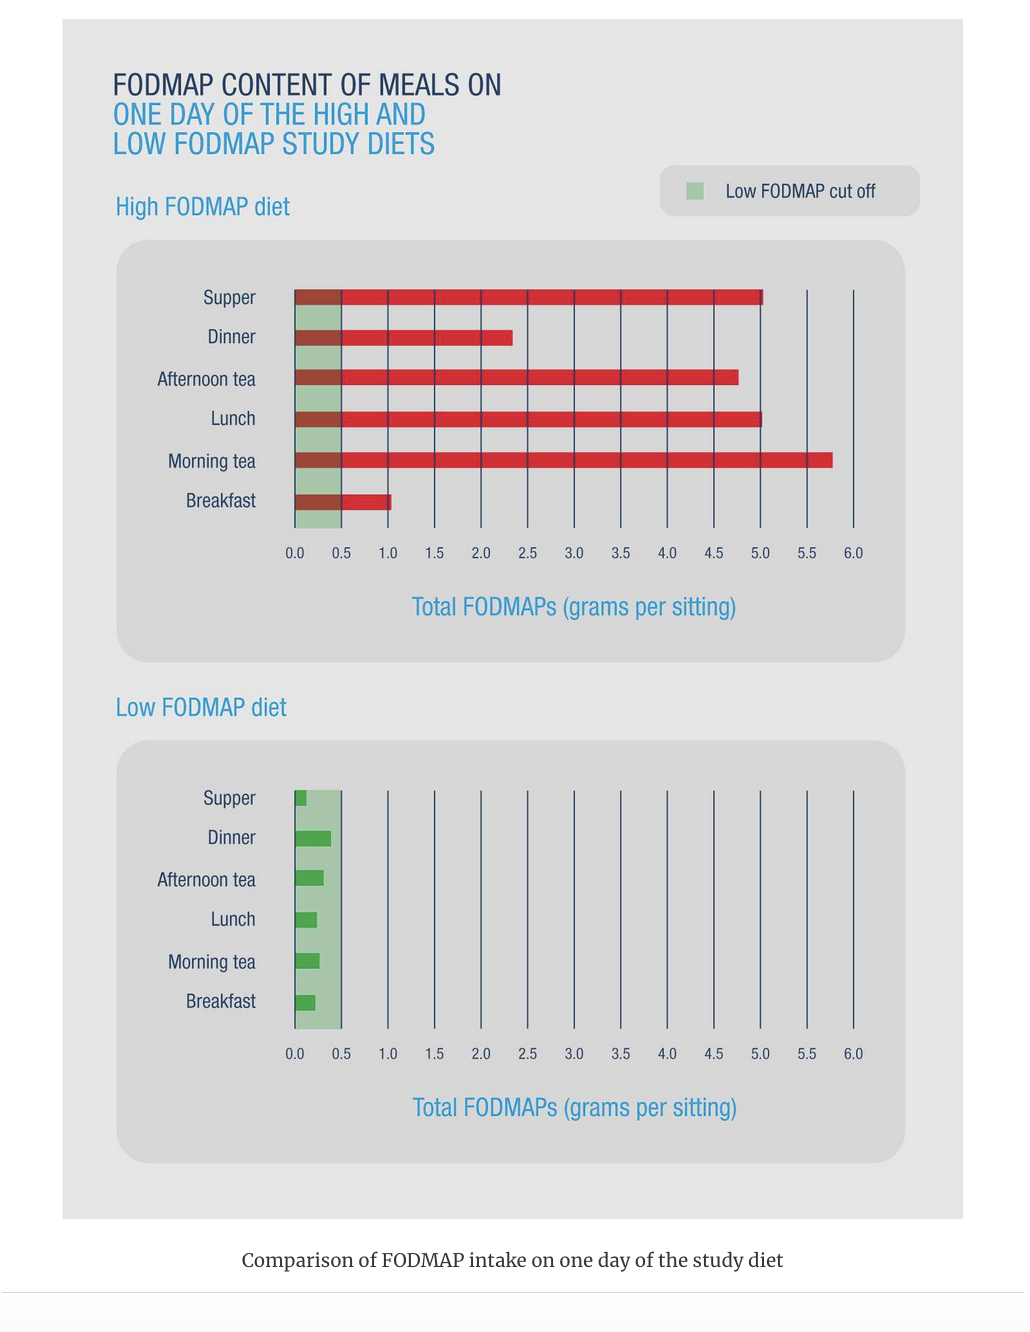 FODMAP CONTENT OF MEALS ON
ONE DAY OF THE HIGH AND
LOW FODMAP STUDY DIETS
Low FODMAP cut off
High FODMAP diet
Supper
Dinner
Afternoon tea
Lunch
Morning tea
Breakfast
0.0 0.5 1.0 1.5 2.0 2.5 3.0 3.5 4.0 4.5 5.0 5.5 6.0
Total FODMAPs (grams per sitting)
Low FODMAP diet
Supper
Dinner
Afternoon tea
Lunch
Morning tea
Breakfast
0.0 0.5 1.0 1.5 2.0 2.5 3.0 3.5 4.0 4.5 5.0 5.5 6.0
Total FODMAPs (grams per sitting)
Comparison of FODMAP intake on one day of the study diet